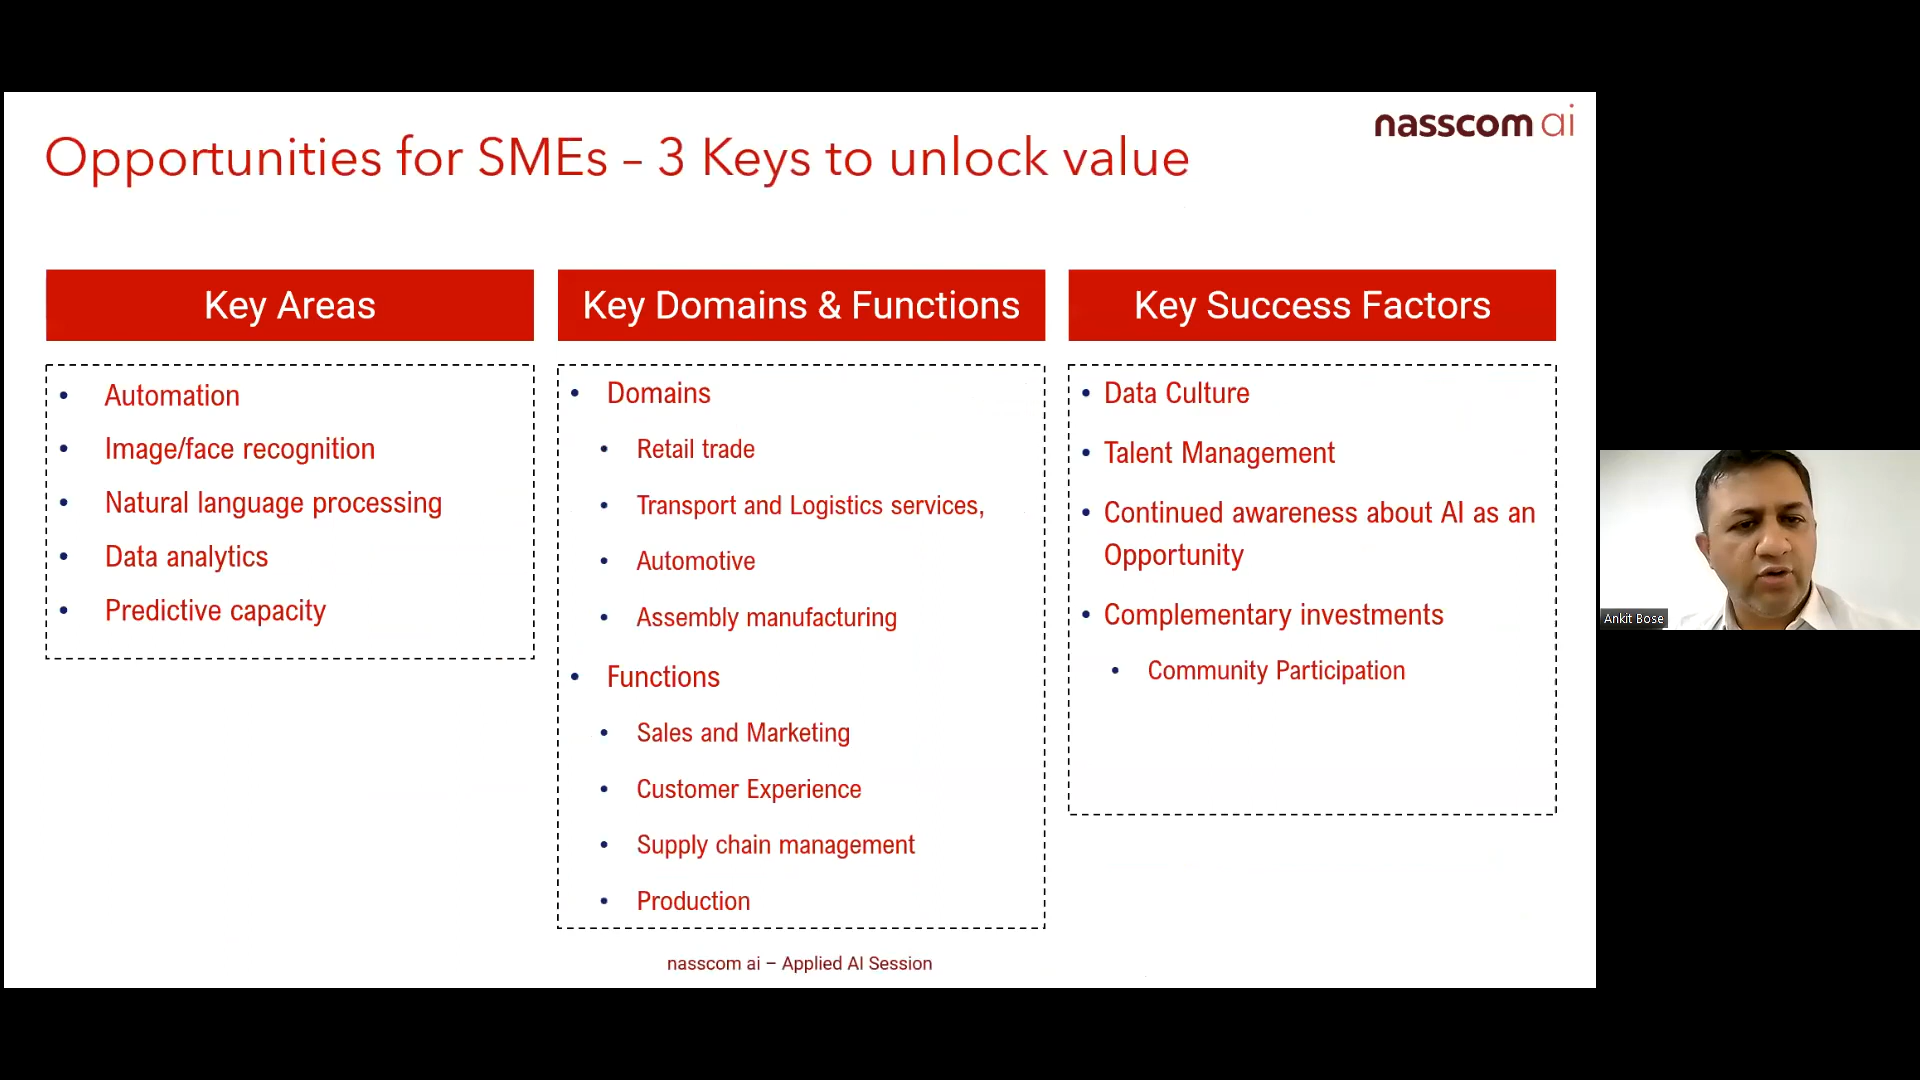 nasscom ai
Opportunities for SMEs – 3 Keys to unlock value
Key Areas
• Automation
• Image/face recognition
• Natural language processing
• Data analytics
• Predictive capacity
Key Domains & Functions
• Domains
• Retail trade
• Transport and Logistics services,
• Automotive
• Assembly manufacturing
• Functions
• Sales and Marketing
• Customer Experience
• Supply chain management
• Production
Key Success Factors
• Data Culture
• Talent Management
• Continued awareness about AI as an
Opportunity
• Complementary investments
• Community Participation
nasscom ai – Applied AI Session
Ankit Bose